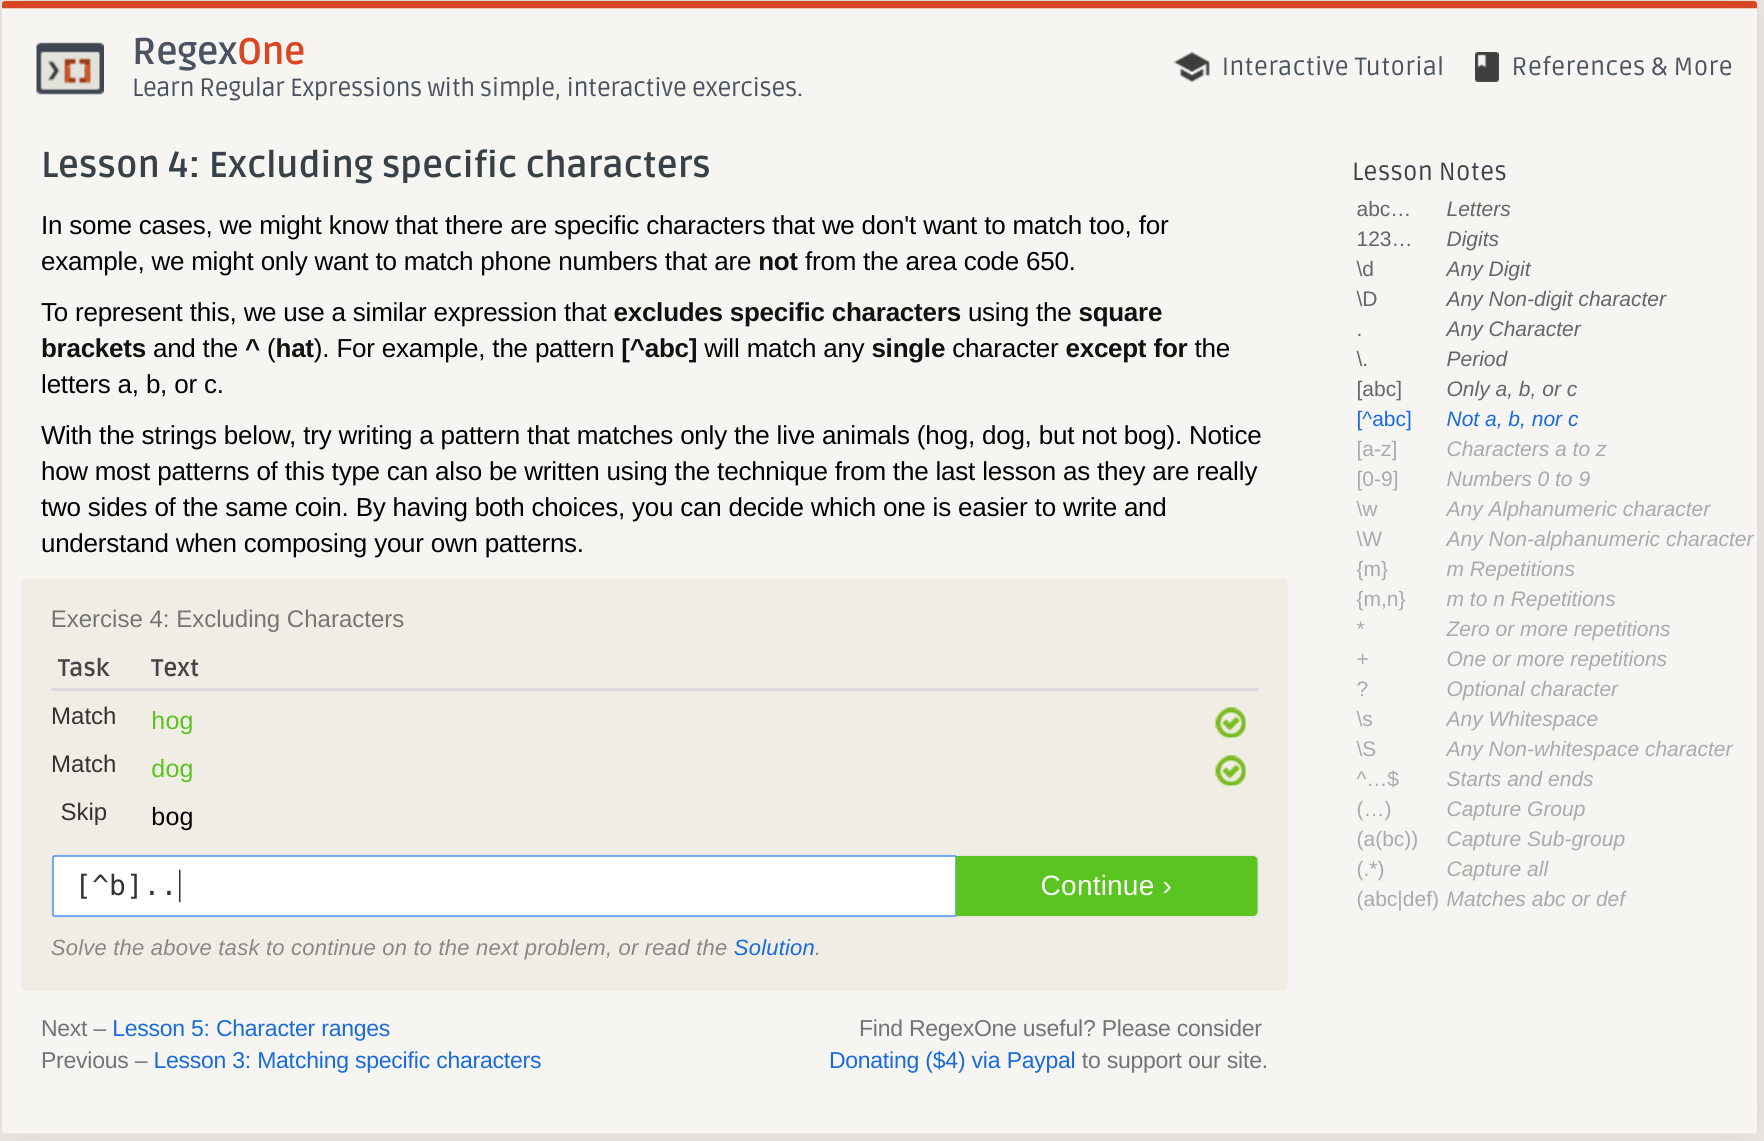 RegexOne
Learn Regular Expressions with simple, interactive exercises.
Interactive Tutorial
References & More
Lesson 4: Excluding specific characters
In some cases, we might know that there are specific characters that we don't want to match too, for
example, we might only want to match phone numbers that are not from the area code 650.
To represent this, we use a similar expression that excludes specific characters using the square
brackets and the ^ (hat). For example, the pattern [^abc] will match any single character except for the
letters a, b, or c.
With the strings below, try writing a pattern that matches only the live animals (hog, dog, but not bog). Notice
how most patterns of this type can also be written using the technique from the last lesson as they are really
two sides of the same coin. By having both choices, you can decide which one is easier to write and
understand when composing your own patterns.
Exercise 4: Excluding Characters
Task Text
Match hog
Match dog
Skip bog
[^b]..
Continue ›
Solve the above task to continue on to the next problem, or read the Solution.
Next – Lesson 5: Character ranges
Previous – Lesson 3: Matching specific characters
Find RegexOne useful? Please consider
Donating ($4) via Paypal to support our site.
Lesson Notes
abc… Letters
123… Digits
\d Any Digit
\D Any Non-digit character
. Any Character
\. Period
[abc] Only a, b, or c
[^abc] Not a, b, nor c
[a-z] Characters a to z
[0-9] Numbers 0 to 9
\w Any Alphanumeric character
\W Any Non-alphanumeric character
{m} m Repetitions
{m,n} m to n Repetitions
* Zero or more repetitions
+ One or more repetitions
? Optional character
\s Any Whitespace
\S Any Non-whitespace character
^…$ Starts and ends
(…) Capture Group
(a(bc)) Capture Sub-group
(.*) Capture all
(abc|def) Matches abc or def